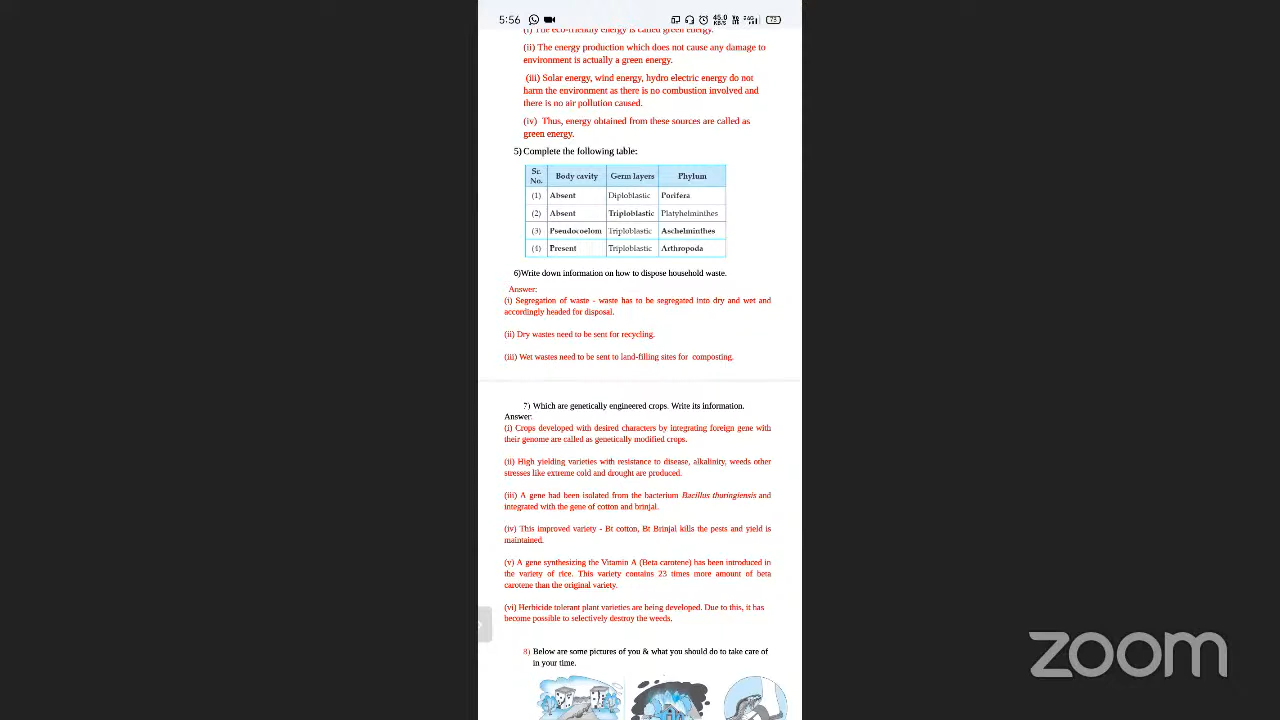 5:56
45.0
KB/S
73
(i) The eco-friendly energy is called green energy.
(ii) The energy production which does not cause any damage to
environment is actually a green energy.
(iii) Solar energy, wind energy, hydro electric energy do not
harm the environment as there is no combustion involved and
there is no air pollution caused.
(iv) Thus, energy obtained from these sources are called as
green energy.
5) Complete the following table:
Sr. No. Body cavity Germ layers Phylum
(1) Absent Diploblastic Porifera
(2) Absent Triploblastic Platyhelminthes
(3) Pseudocoelom Triploblastic Aschelminthes
(4) Present Triploblastic Arthropoda
6)Write down information on how to dispose household waste.
Answer:
(i) Segregation of waste - waste has to be segregated into dry and wet and
accordingly headed for disposal.
(ii) Dry wastes need to be sent for recycling.
(iii) Wet wastes need to be sent to land-filling sites for composting.
7) Which are genetically engineered crops. Write its information.
Answer:
(i) Crops developed with desired characters by integrating foreign gene with
their genome are called as genetically modified crops.
(ii) High yielding varieties with resistance to disease, alkalinity, weeds other
stresses like extreme cold and drought are produced.
(iii) A gene had been isolated from the bacterium Bacillus thuringiensis and
integrated with the gene of cotton and brinjal.
(iv) This improved variety - Bt cotton, Bt Brinjal kills the pests and yield is
maintained.
(v) A gene synthesizing the Vitamin A (Beta carotene) has been introduced in
the variety of rice. This variety contains 23 times more amount of beta
carotene than the original variety.
(vi) Herbicide tolerant plant varieties are being developed. Due to this, it has
become possible to selectively destroy the weeds.
8) Below are some pictures of you & what you should do to take care of
in your time.
zoom